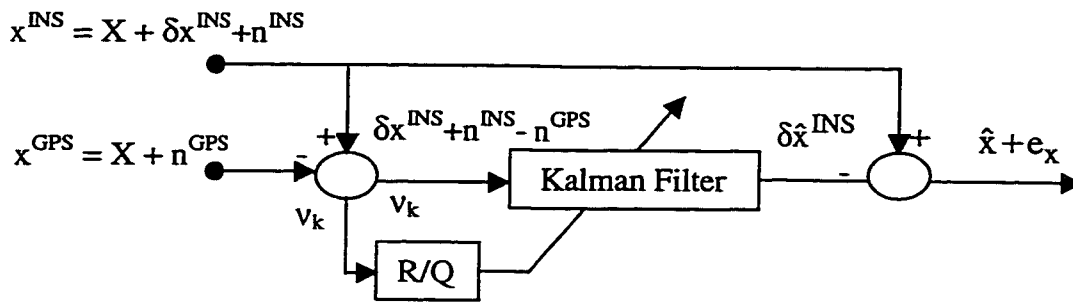 x^INS = X + δx^INS+n^INS
x^GPS = X + n^GPS
+
-
δx^INS+n^INS- n^GPS
ν_k
ν_k
Kalman Filter
R/Q
δx̂^INS
+
-
x̂+e_x